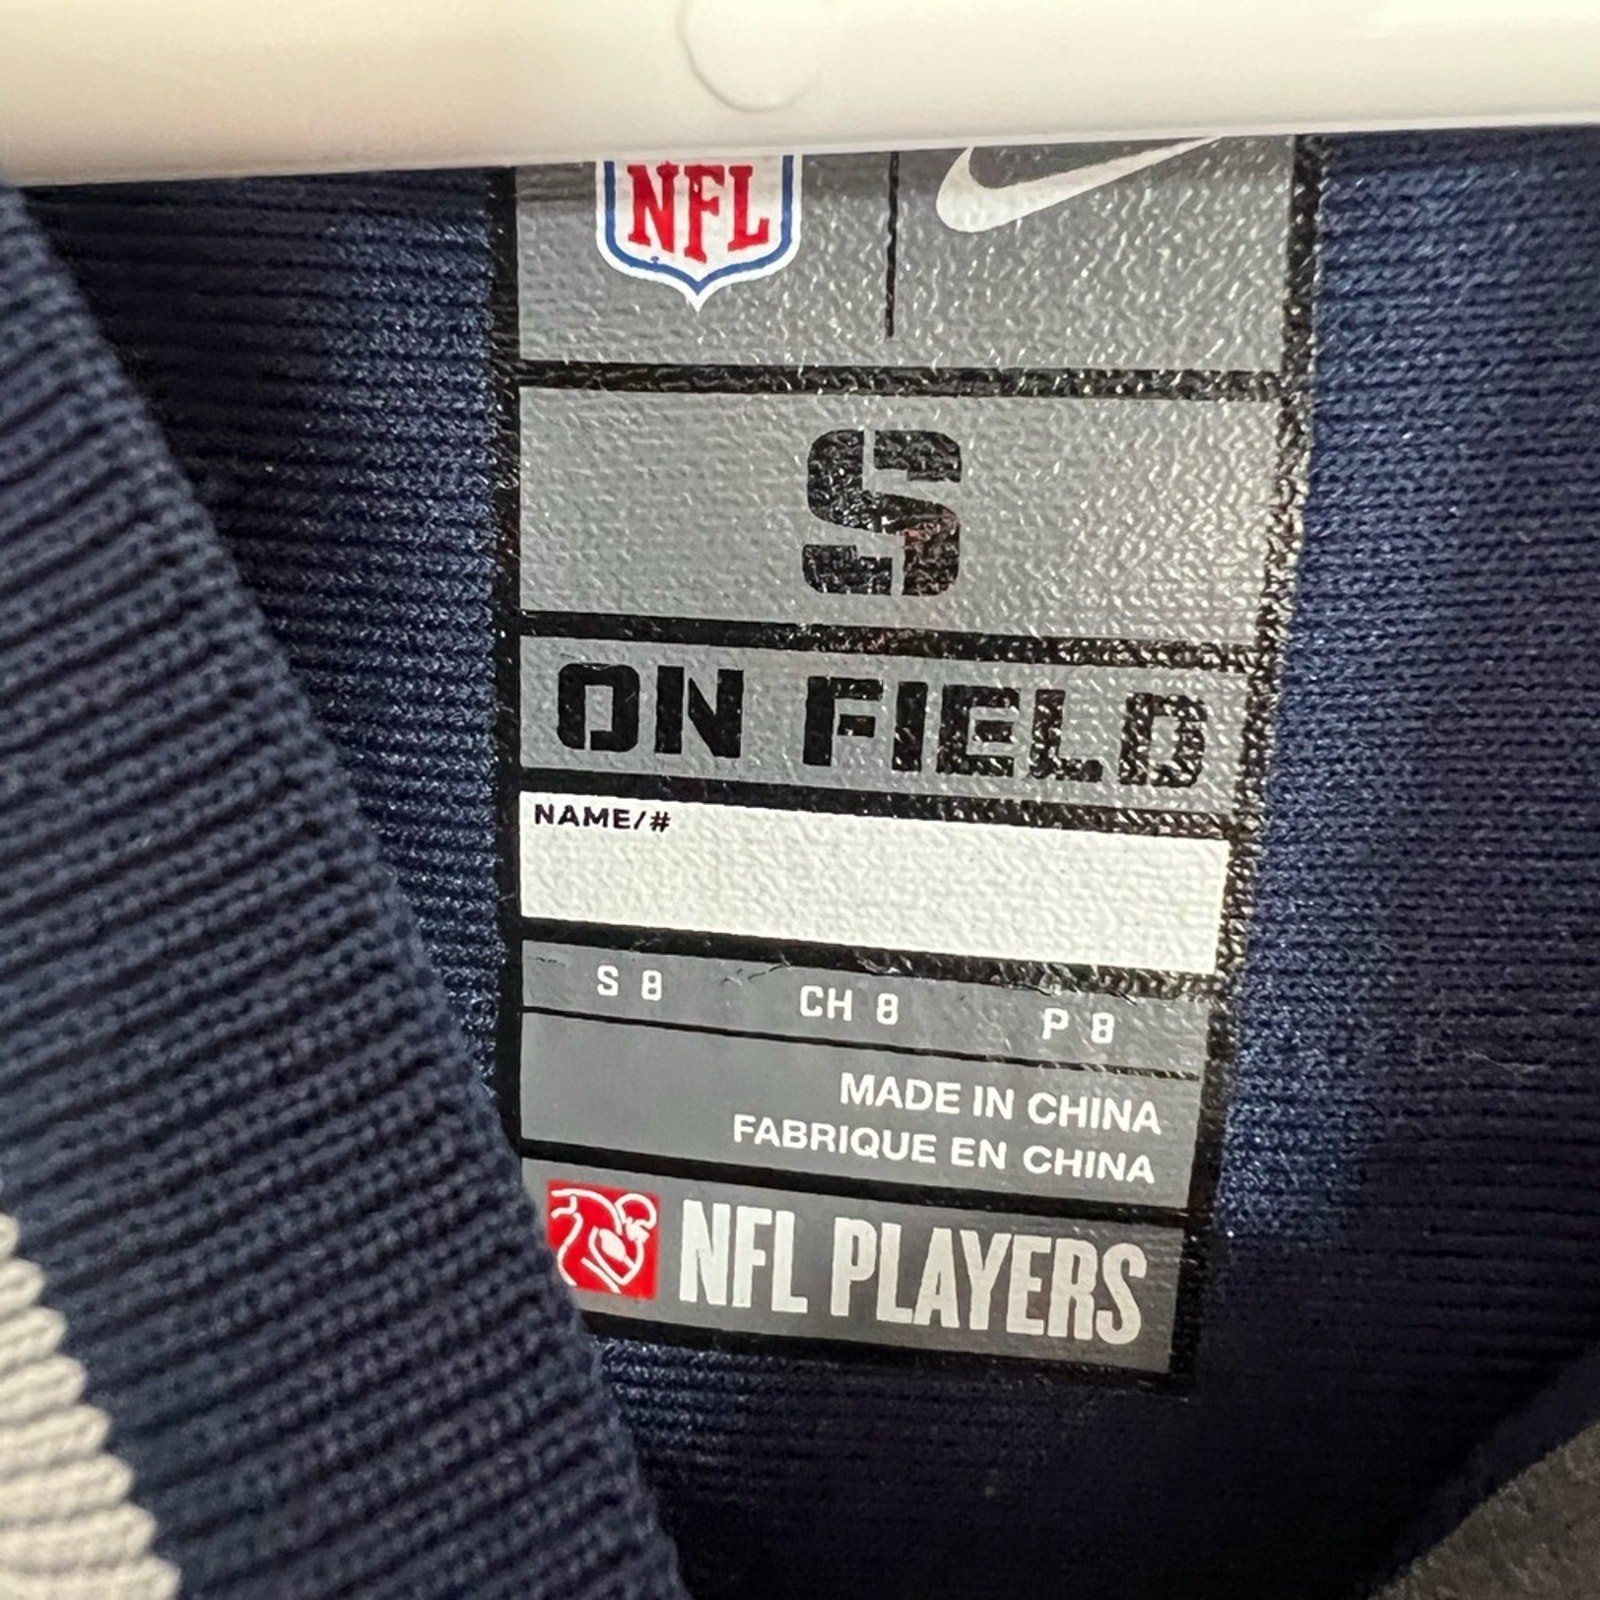 NFL
S
ON FIELD
NAME/#
S 8 CH 8 P 8
MADE IN CHINA
FABRIQUE EN CHINA
NFL PLAYERS